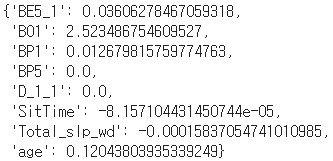 {'BE5_1': 0.03606278467059318,
'BO1': 2.523486754609527,
'BP1': 0.012679815759774763,
'BP5': 0.0,
'D_1_1': 0.0,
'SitTime': -8.157104431450744e-05,
'Total_slp_wd': -0.00015837054741010985,
'age': 0.12043803935339249}